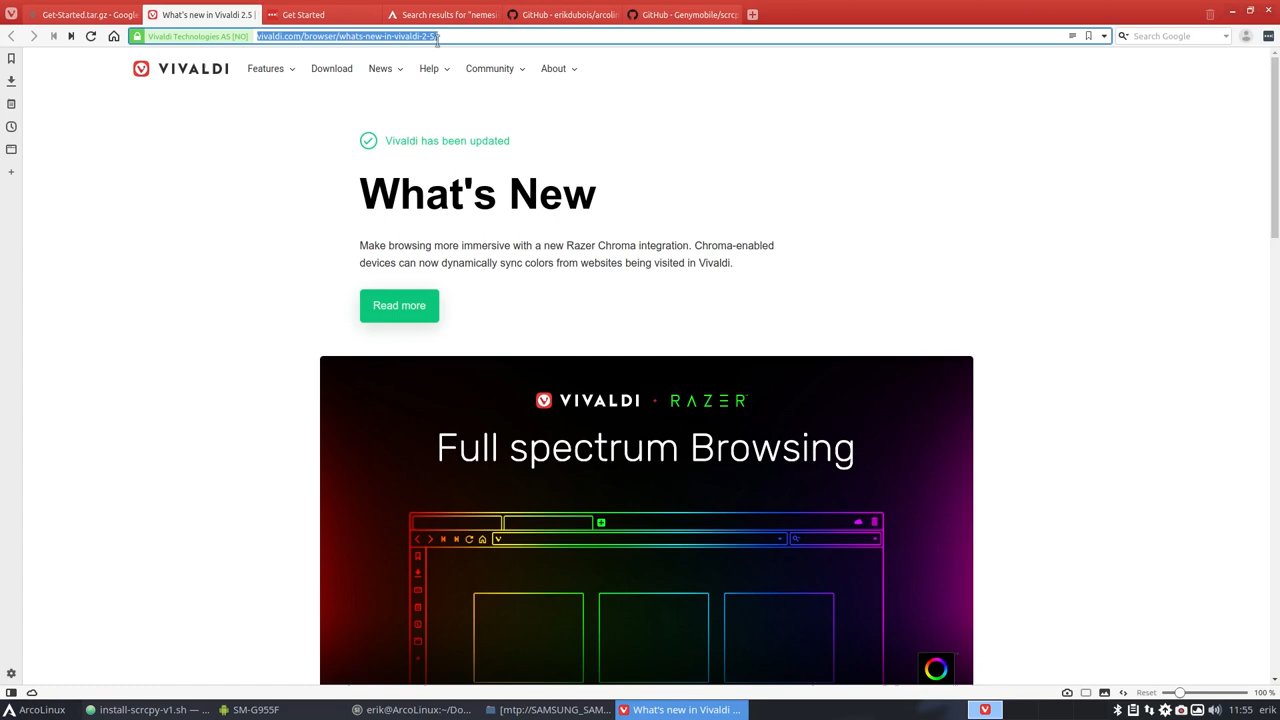 Get-Started.tar.gz - Google
What's new in Vivaldi 2.5 |
Get Started
Search results for "nemesi
GitHub - erikdubois/arcolin
GitHub - Genymobile/scrcp
Vivaldi Technologies AS [NO]
vivaldi.com/browser/whats-new-in-vivaldi-2-5/
Search Google
VIVALDI
Features
Download
News
Help
Community
About
Vivaldi has been updated
What's New
Make browsing more immersive with a new Razer Chroma integration. Chroma-enabled
devices can now dynamically sync colors from websites being visited in Vivaldi.
Read more
VIVALDI + RAZER
Full spectrum Browsing
Reset
100 %
ArcoLinux
install-scrcpy-v1.sh — ...
SM-G955F
erik@ArcoLinux:~/Do...
[mtp://SAMSUNG_SAM...
What's new in Vivaldi ...
11:55
erik